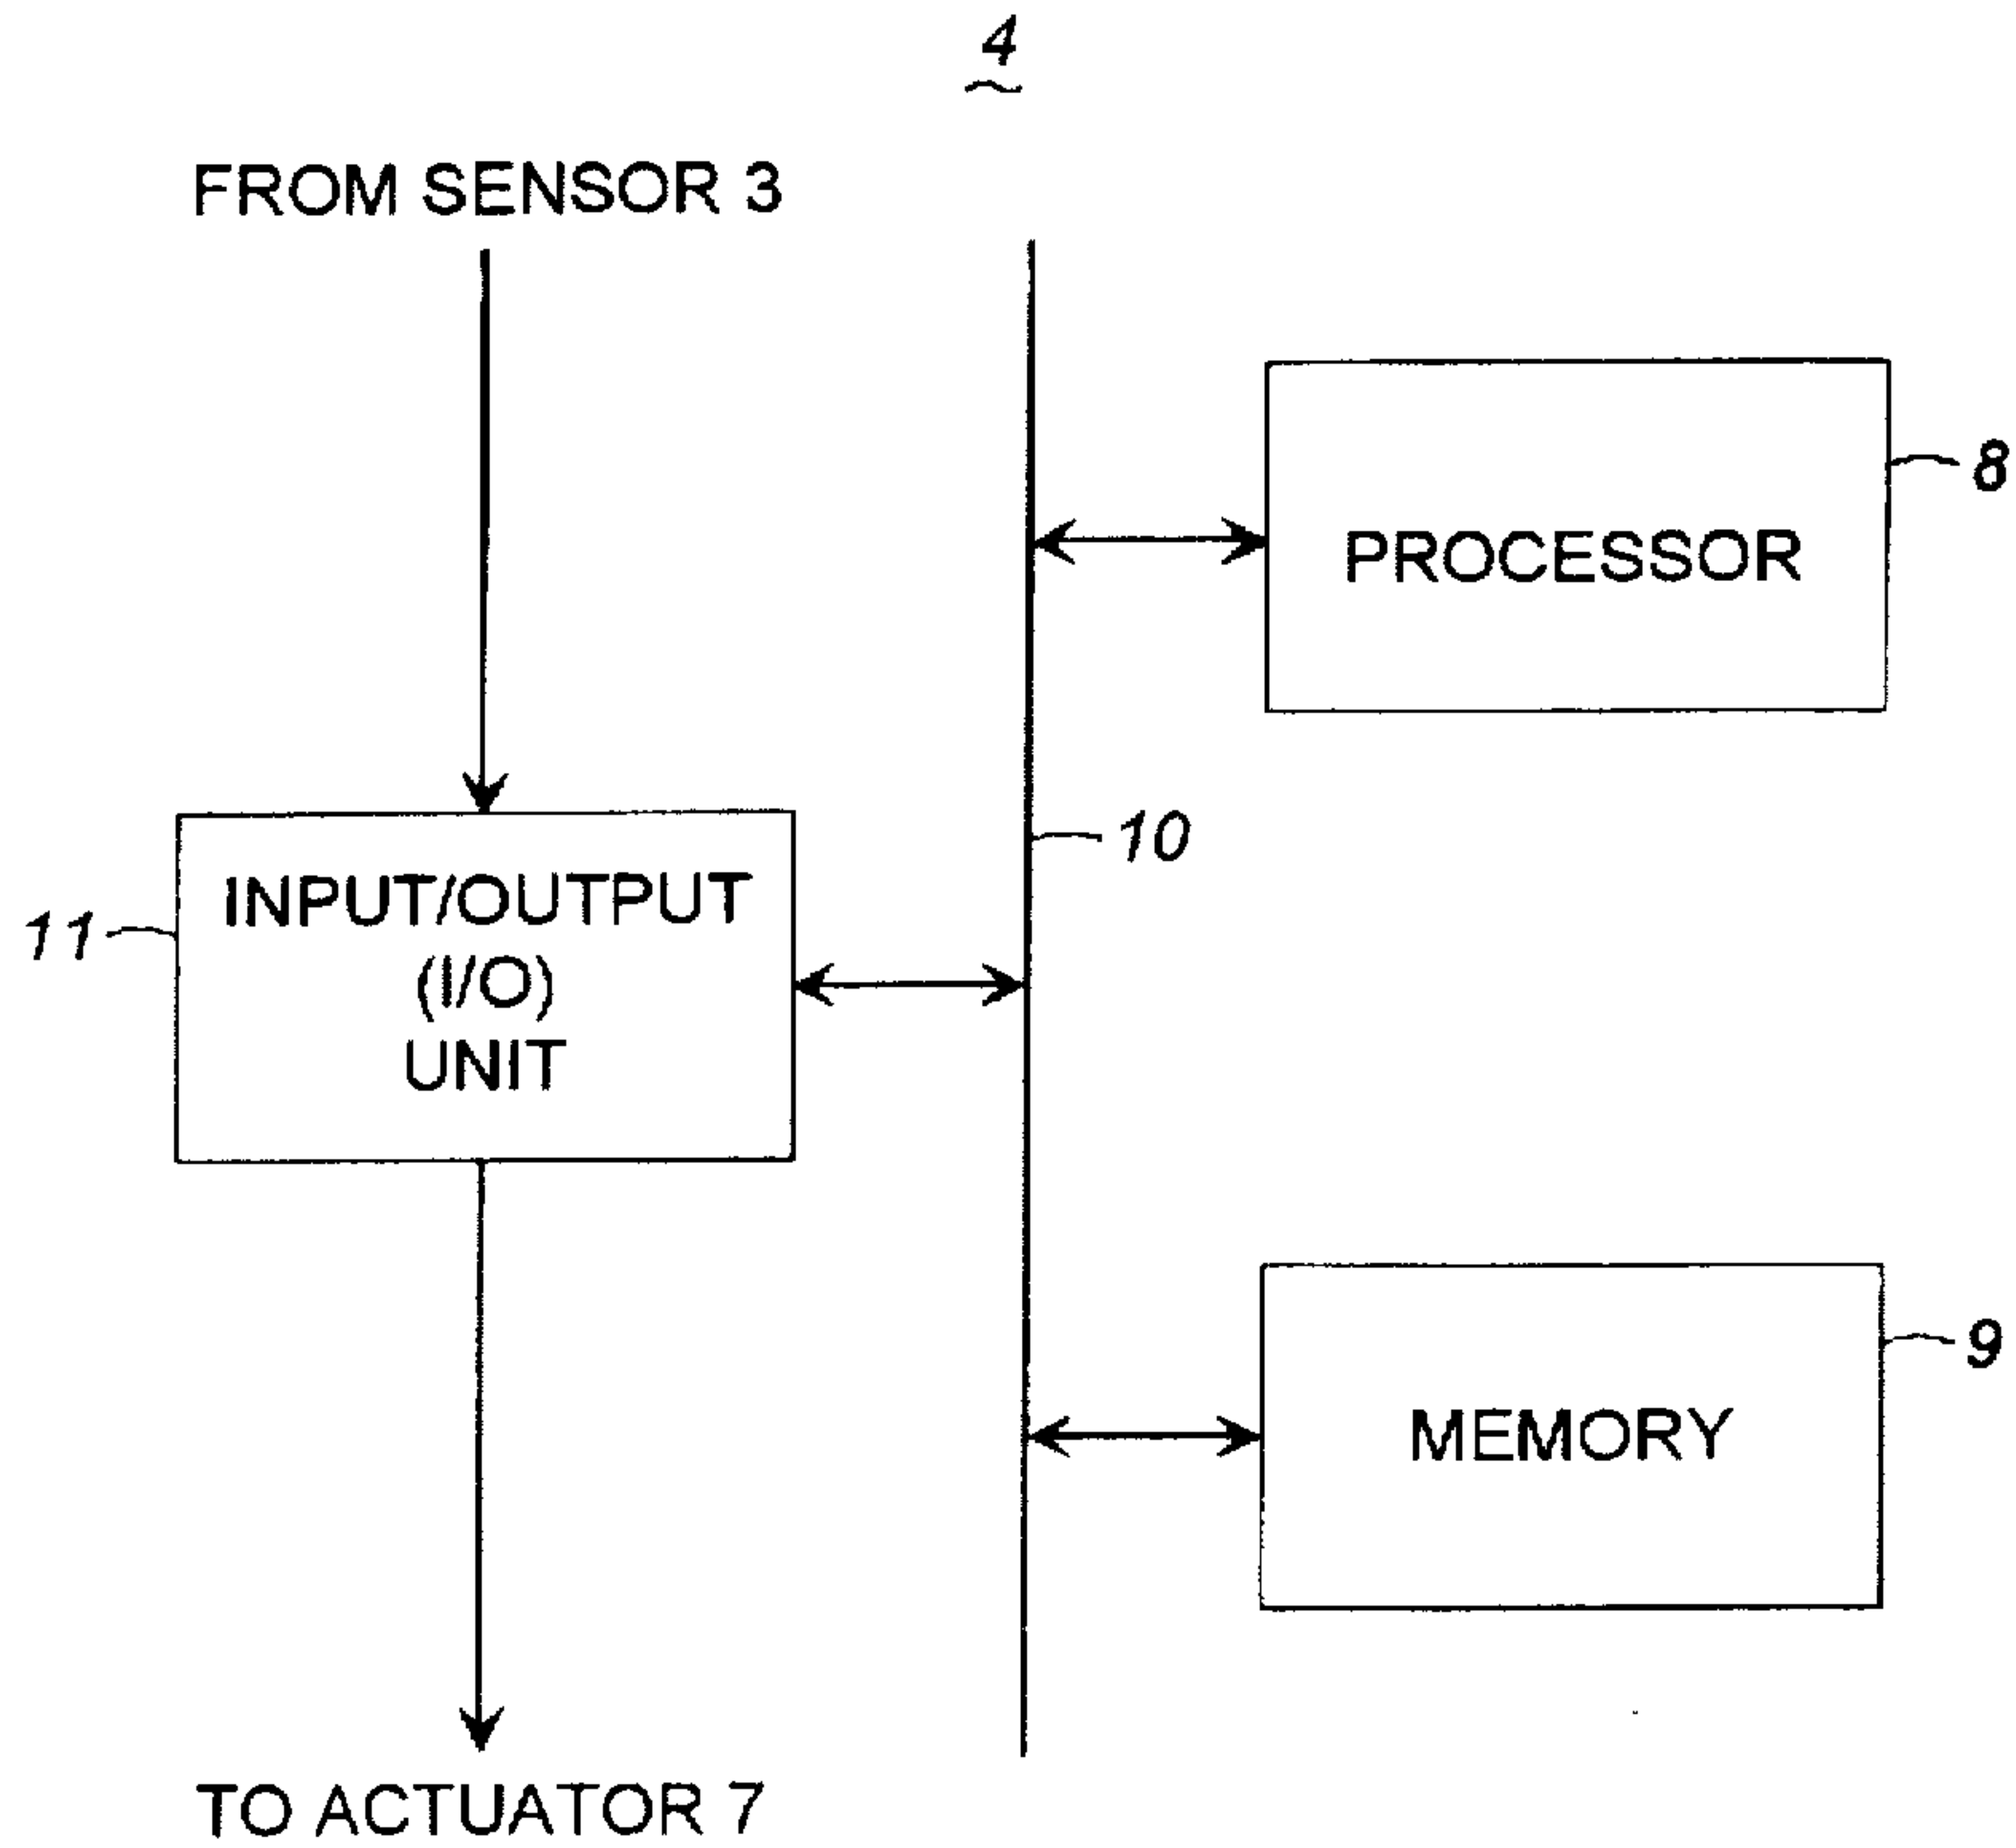 4
FROM SENSOR 3
8
PROCESSOR
10
INPUT/OUTPUT
(I/O)
UNIT
11
9
MEMORY
TO ACTUATOR 7